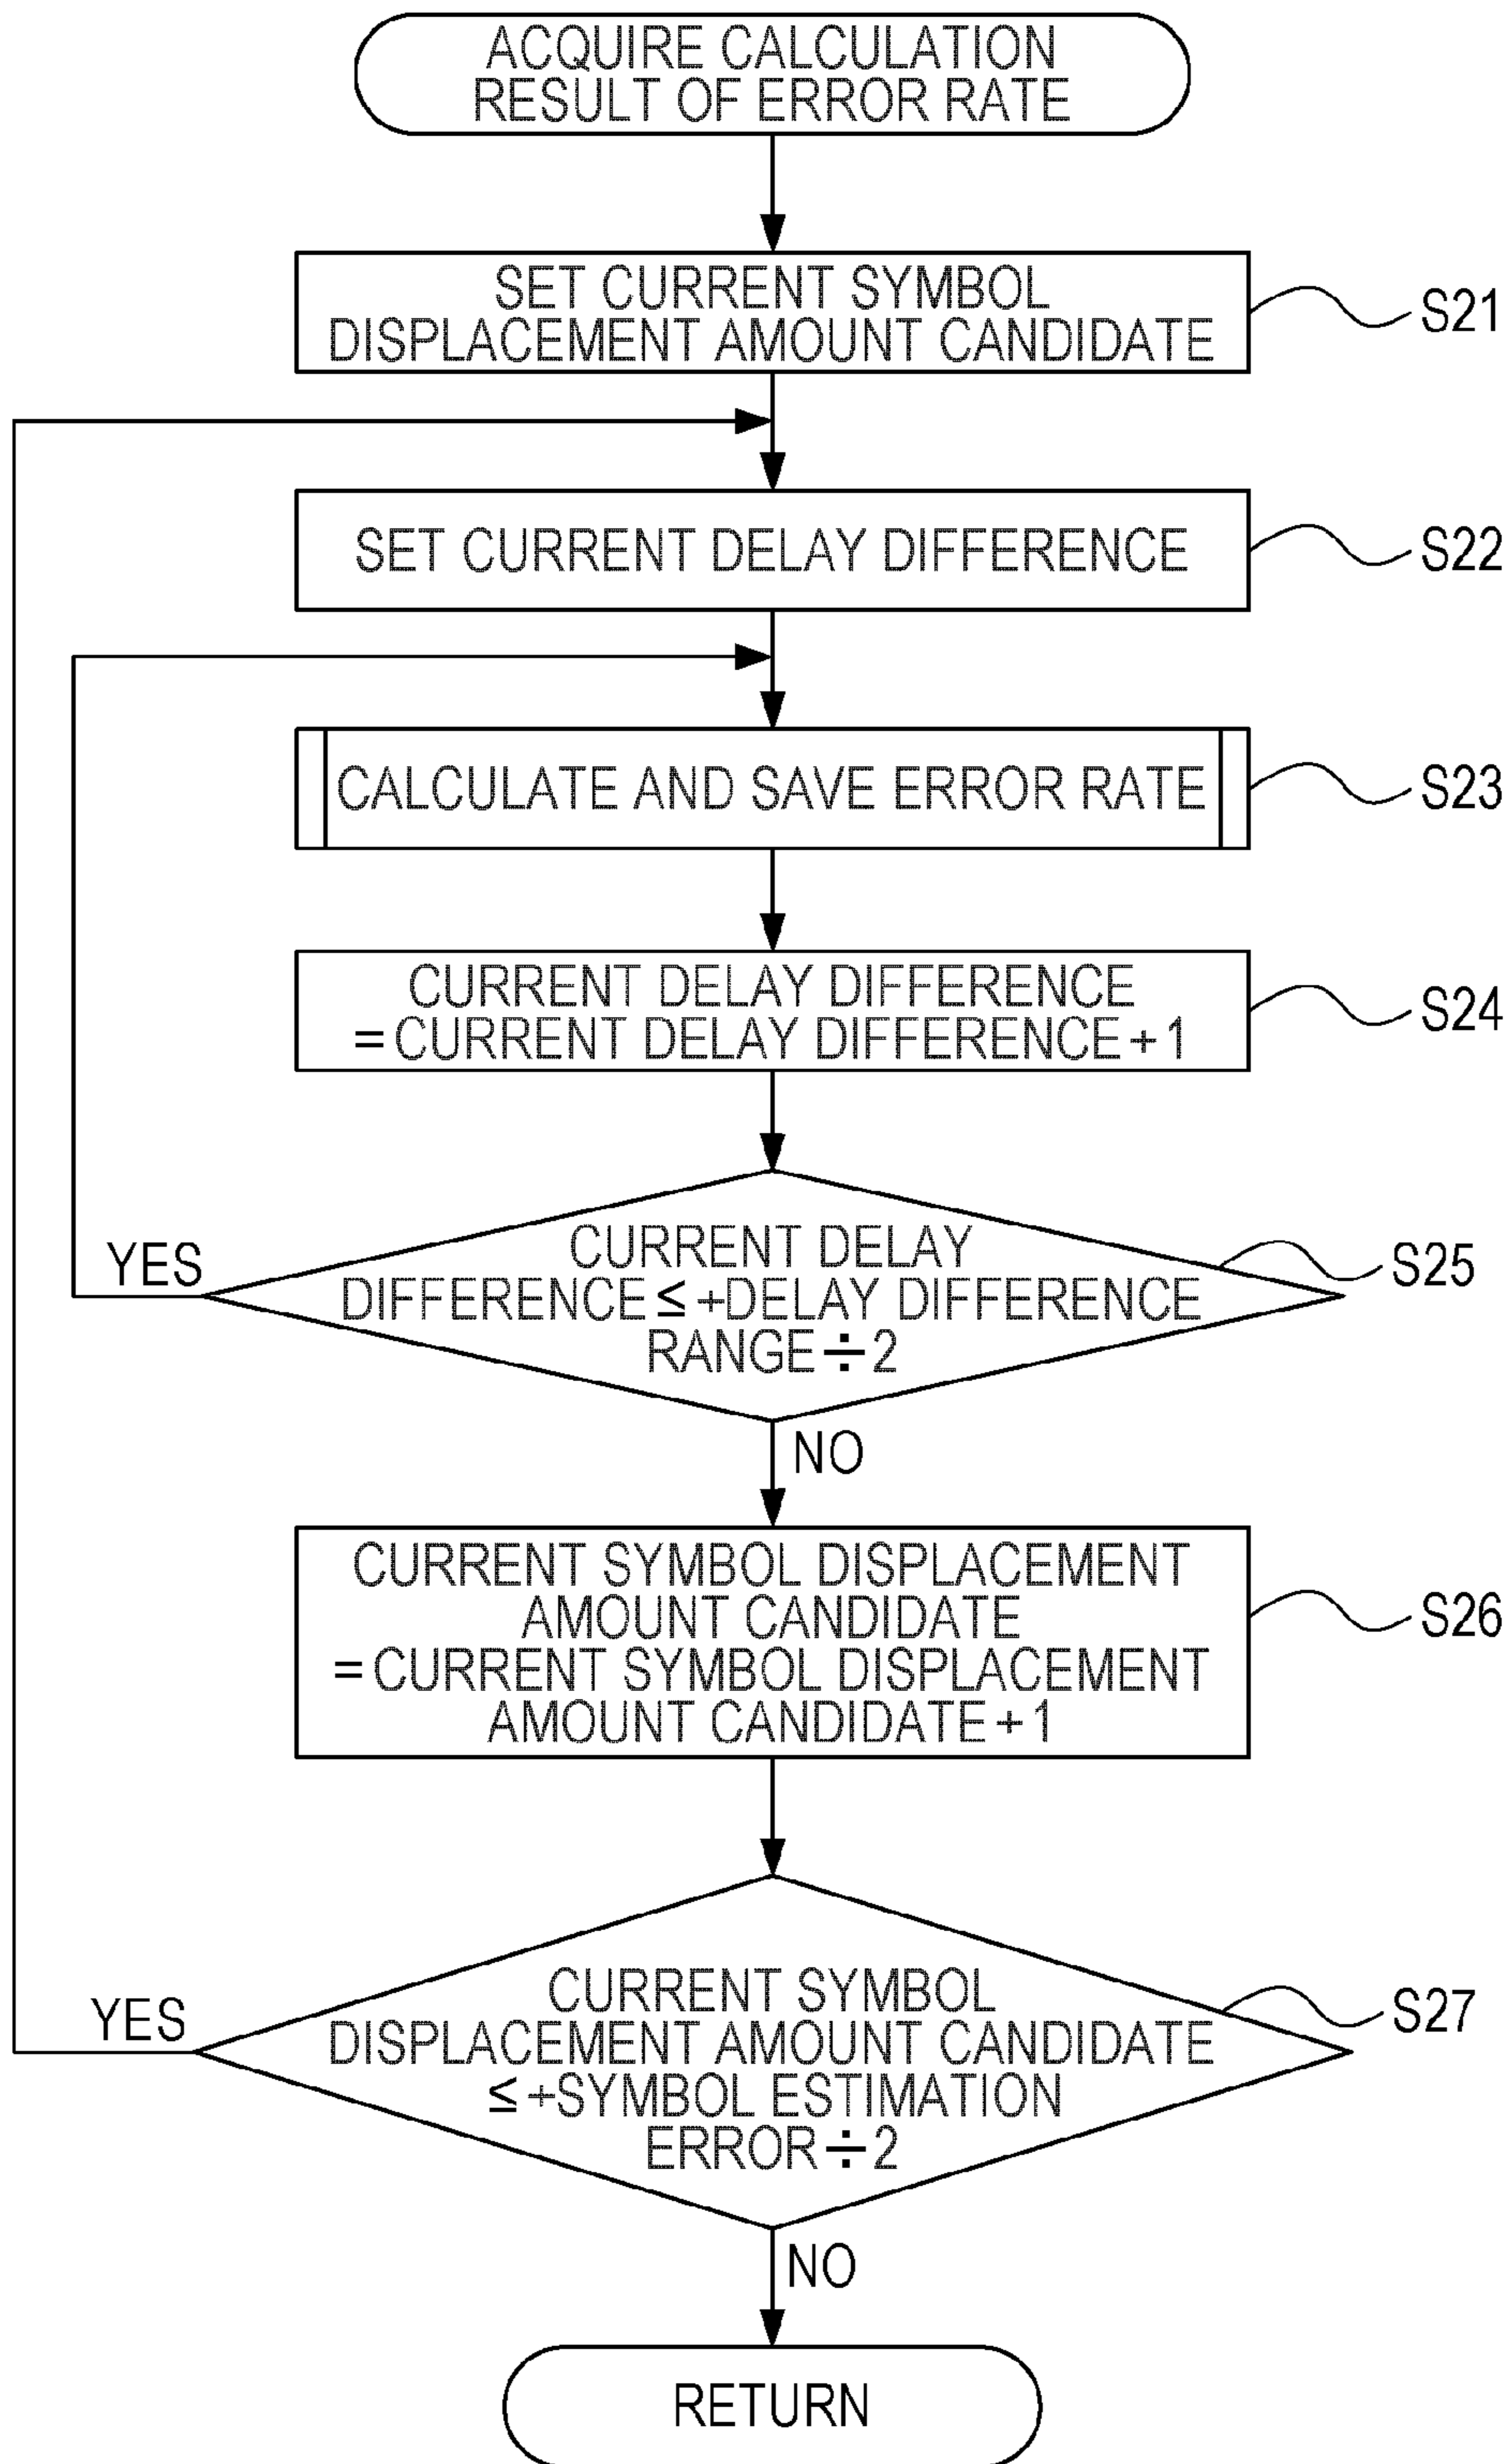 ACQUIRE CALCULATION
RESULT OF ERROR RATE
SET CURRENT SYMBOL
DISPLACEMENT AMOUNT CANDIDATE
S21
SET CURRENT DELAY DIFFERENCE
S22
CALCULATE AND SAVE ERROR RATE
S23
CURRENT DELAY DIFFERENCE
=CURRENT DELAY DIFFERENCE+1
S24
CURRENT DELAY
DIFFERENCE≤+DELAY DIFFERENCE
RANGE÷2
S25
YES
NO
CURRENT SYMBOL DISPLACEMENT
AMOUNT CANDIDATE
=CURRENT SYMBOL DISPLACEMENT
AMOUNT CANDIDATE+1
S26
CURRENT SYMBOL
DISPLACEMENT AMOUNT CANDIDATE
≤+SYMBOL ESTIMATION
ERROR÷2
S27
YES
NO
RETURN